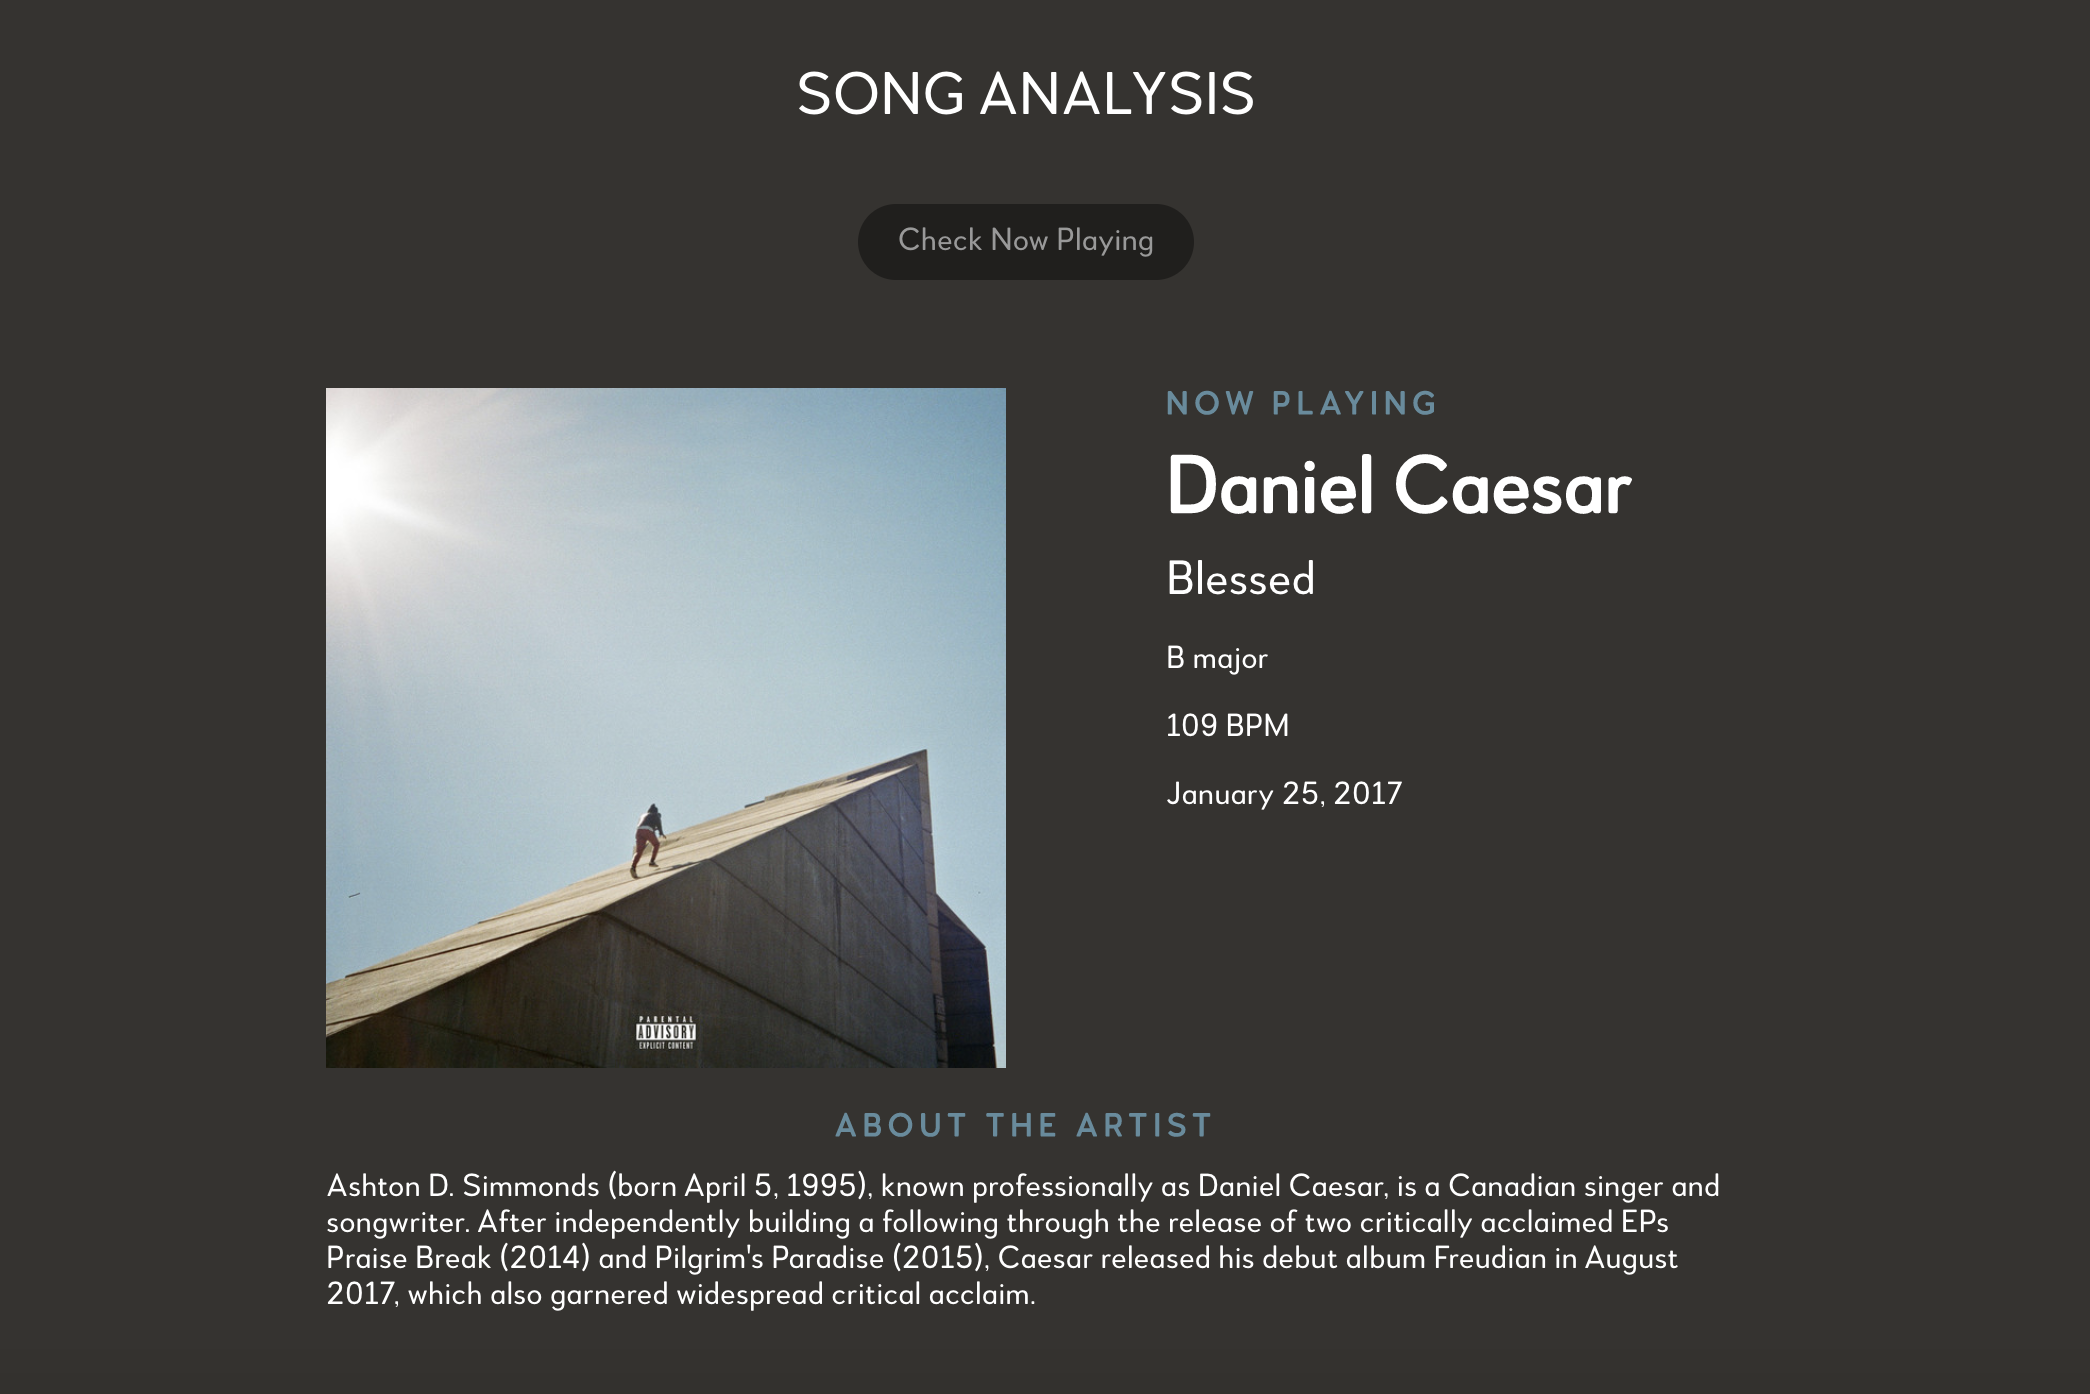 SONG ANALYSIS
Check Now Playing
NOW PLAYING
Daniel Caesar
Blessed
B major
109 BPM
January 25, 2017
PARENTAL
ADVISORY
EXPLICIT CONTENT
ABOUT THE ARTIST
Ashton D. Simmonds (born April 5, 1995), known professionally as Daniel Caesar, is a Canadian singer and
songwriter. After independently building a following through the release of two critically acclaimed EPs
Praise Break (2014) and Pilgrim's Paradise (2015), Caesar released his debut album Freudian in August
2017, which also garnered widespread critical acclaim.